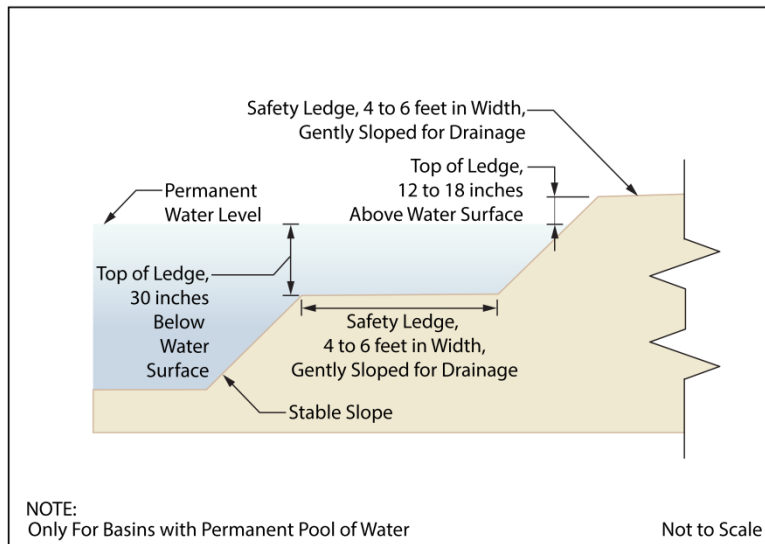 Safety Ledge, 4 to 6 feet in Width,
Gently Sloped for Drainage
Top of Ledge,
12 to 18 inches
Above Water Surface
Permanent
Water Level
Top of Ledge,
30 inches
Below
Water
Surface
Safety Ledge,
4 to 6 feet in Width,
Gently Sloped for Drainage
Stable Slope
NOTE:
Only For Basins with Permanent Pool of Water
Not to Scale